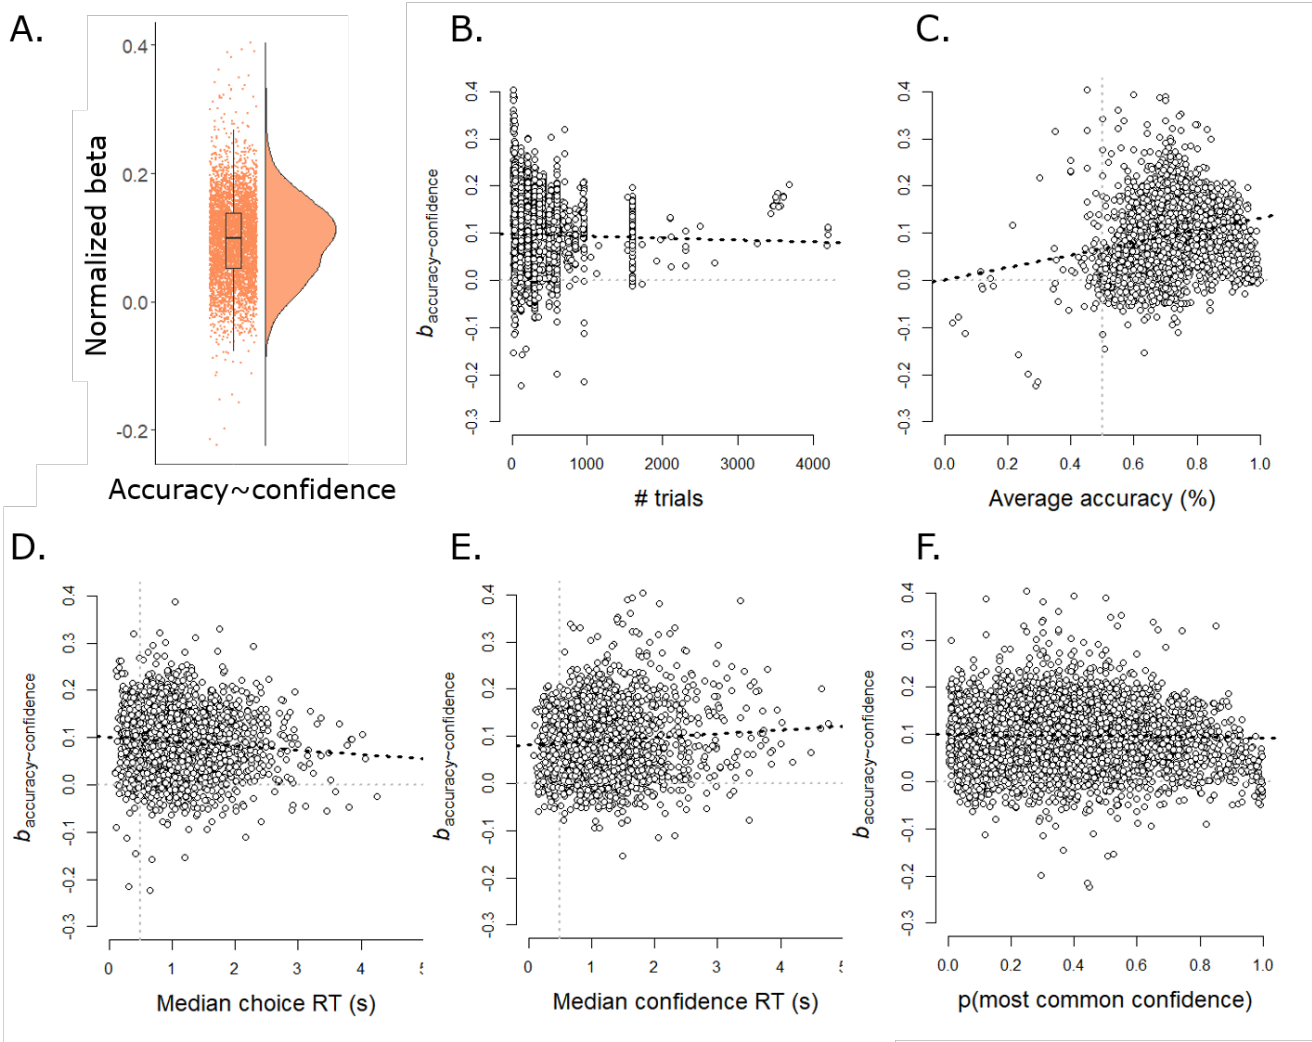 A.
B.
C.
Normalized beta
0.4
0.2
0.0
-0.2
Accuracy~confidence
baccuracy~confidence
0.4
0.3
0.2
0.1
0.0
-0.1
-0.2
-0.3
0 1000 2000 3000 4000
# trials
0.4
0.3
0.2
0.1
0.0
-0.1
-0.2
-0.3
0.0 0.2 0.4 0.6 0.8 1.0
Average accuracy (%)
D.
E.
F.
baccuracy~confidence
0.4
0.3
0.2
0.1
0.0
-0.1
-0.2
-0.3
0 1 2 3 4
Median choice RT (s)
baccuracy~confidence
0.4
0.3
0.2
0.1
0.0
-0.1
-0.2
-0.3
0 1 2 3 4
Median confidence RT (s)
baccuracy~confidence
0.4
0.3
0.2
0.1
0.0
-0.1
-0.2
-0.3
0.0 0.2 0.4 0.6 0.8 1.0
p(most common confidence)